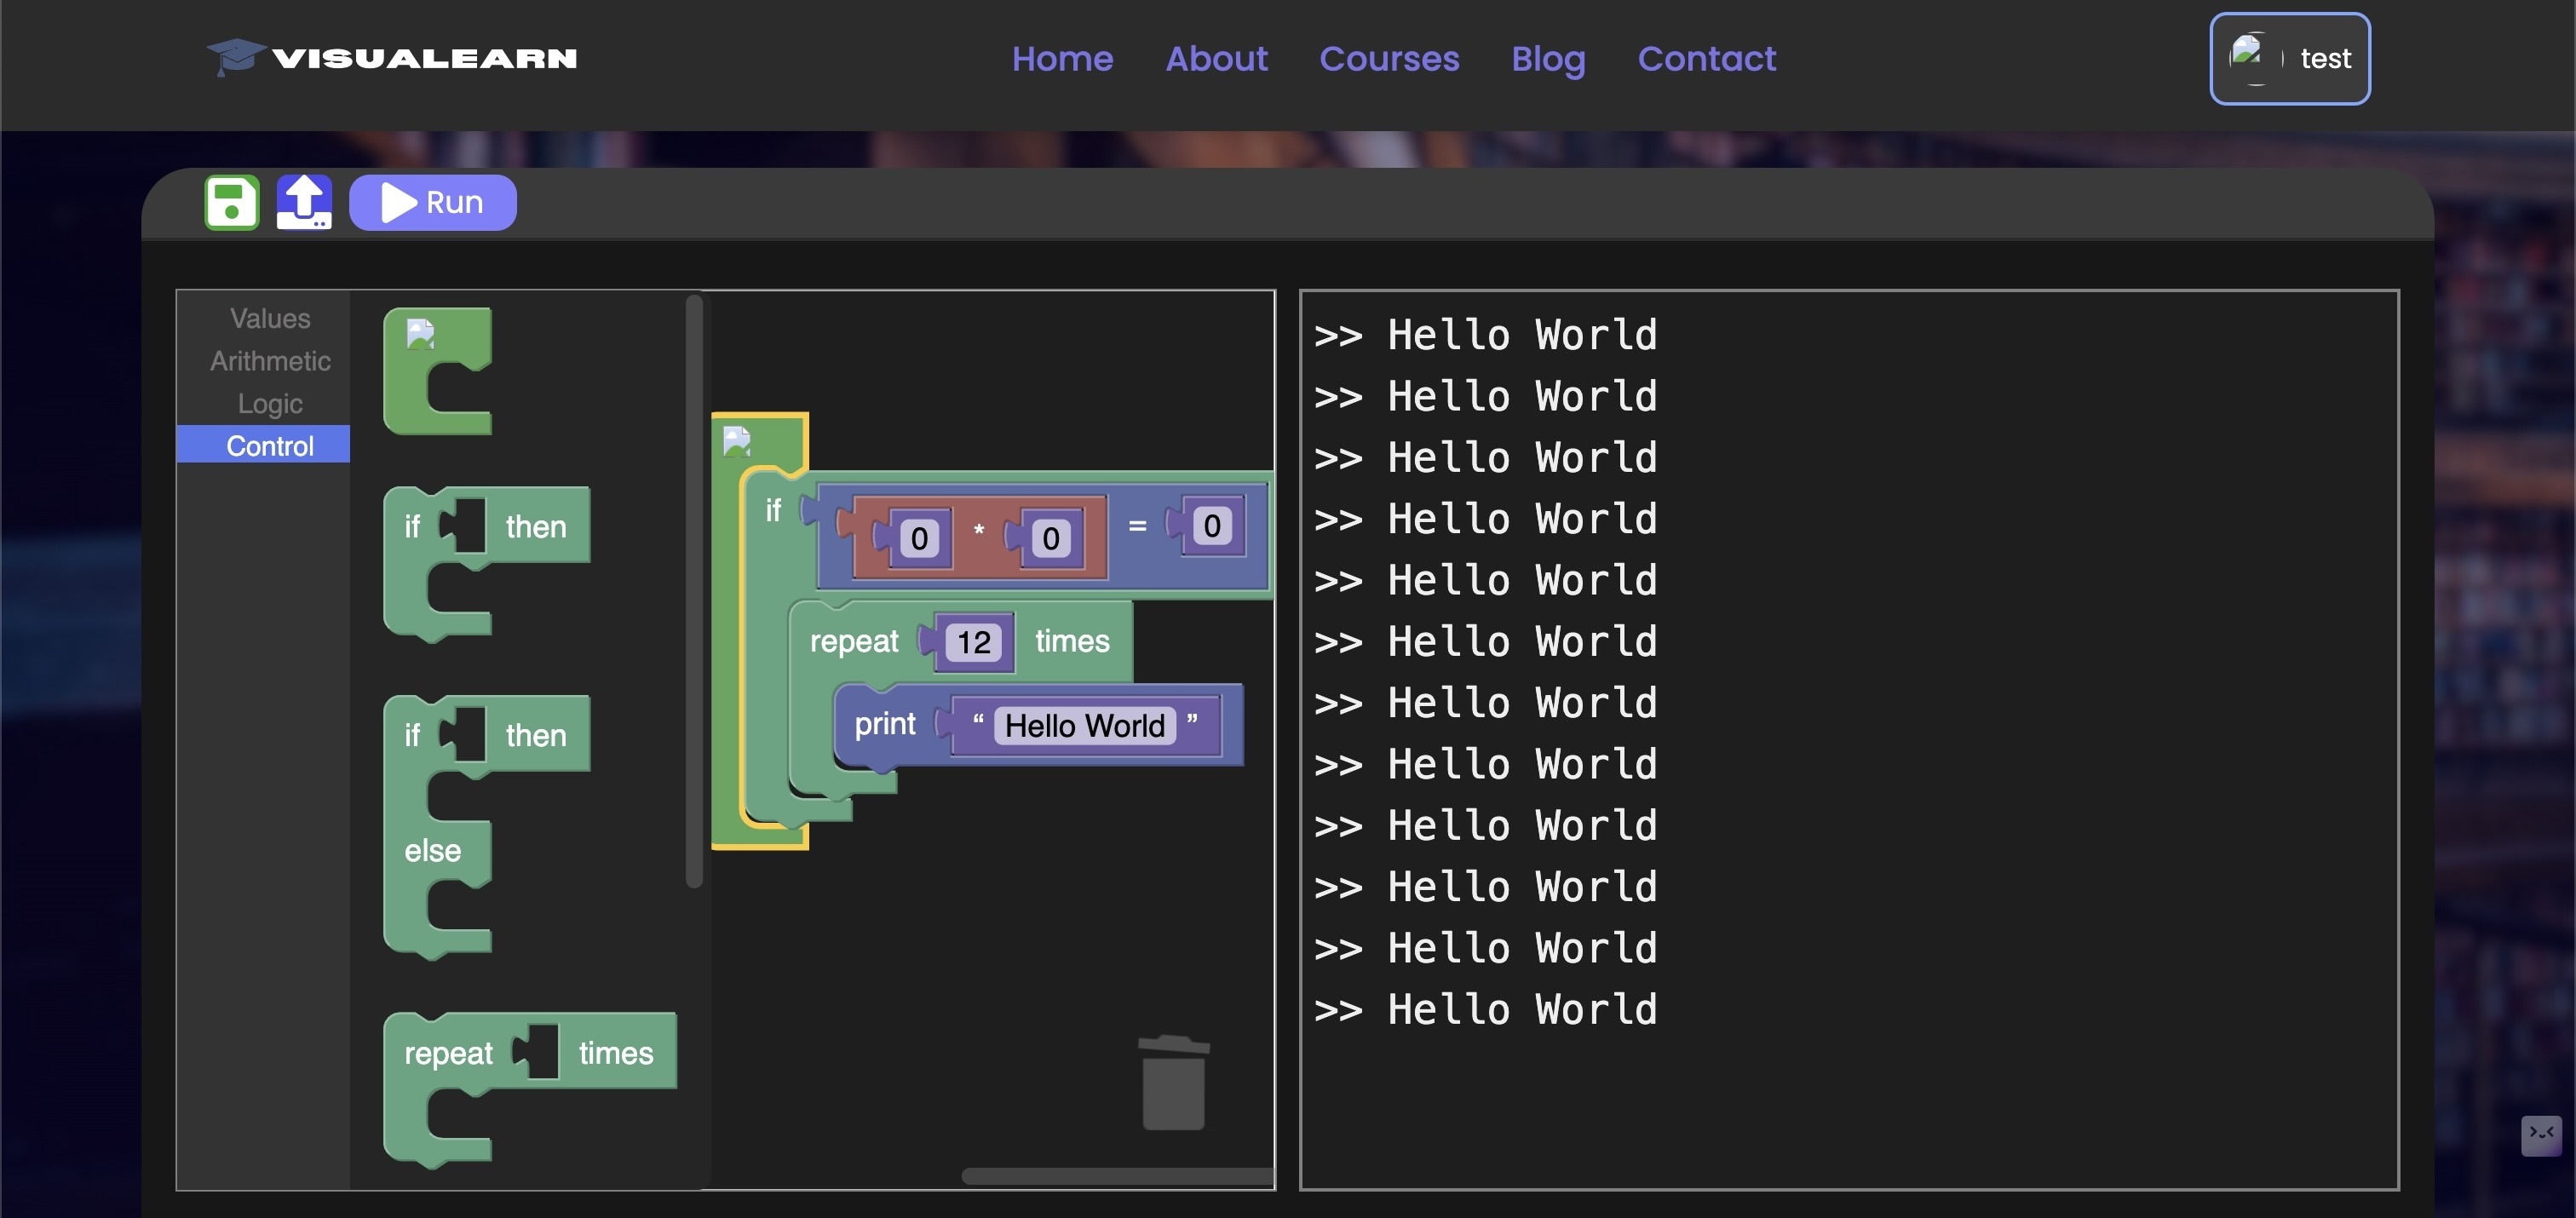 VISUALEARN
Home About Courses Blog Contact
test
Run
Values
Arithmetic
Logic
Control
if then
if then
else
repeat times
if 0 * 0 = 0
repeat 12 times
print “ Hello World ”
>> Hello World
>> Hello World
>> Hello World
>> Hello World
>> Hello World
>> Hello World
>> Hello World
>> Hello World
>> Hello World
>> Hello World
>> Hello World
>> Hello World